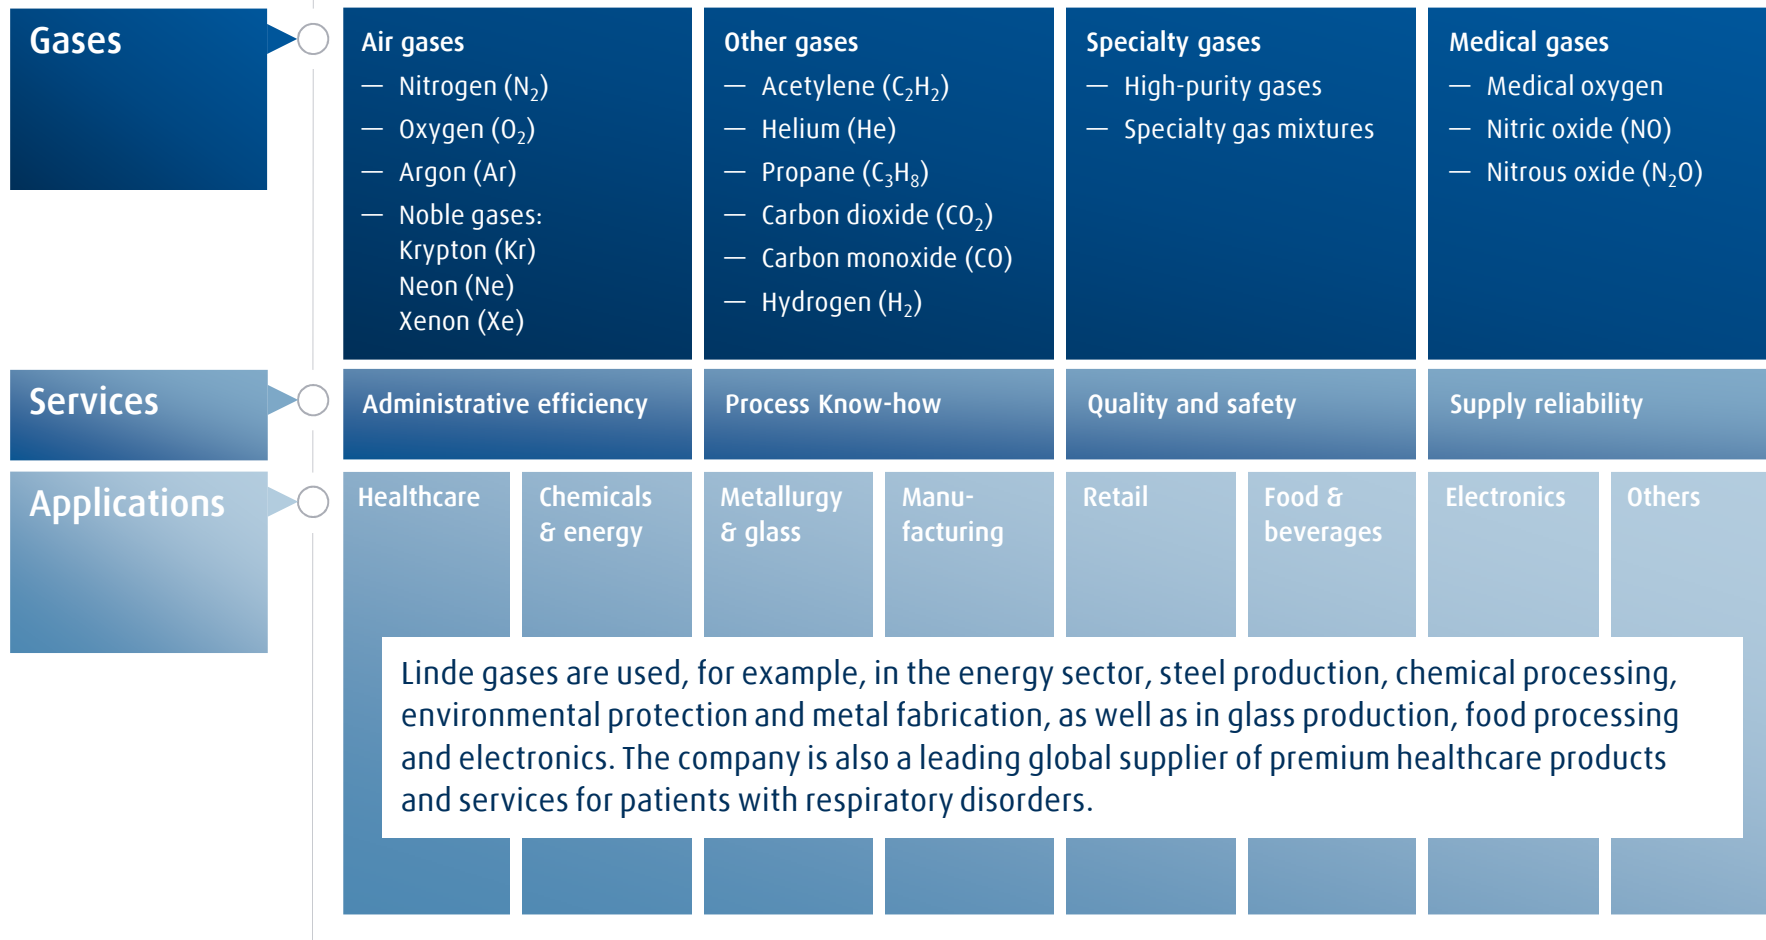 Gases
Air gases
— Nitrogen (N₂)
— Oxygen (O₂)
— Argon (Ar)
— Noble gases:
Krypton (Kr)
Neon (Ne)
Xenon (Xe)
Other gases
— Acetylene (C₂H₂)
— Helium (He)
— Propane (C₃H₈)
— Carbon dioxide (CO₂)
— Carbon monoxide (CO)
— Hydrogen (H₂)
Specialty gases
— High-purity gases
— Specialty gas mixtures
Medical gases
— Medical oxygen
— Nitric oxide (NO)
— Nitrous oxide (N₂O)
Services
Administrative efficiency
Process Know-how
Quality and safety
Supply reliability
Applications
Healthcare
Chemicals
& energy
Metallurgy
& glass
Manu-
facturing
Retail
Food &
beverages
Electronics
Others
Linde gases are used, for example, in the energy sector, steel production, chemical processing,
environmental protection and metal fabrication, as well as in glass production, food processing
and electronics. The company is also a leading global supplier of premium healthcare products
and services for patients with respiratory disorders.